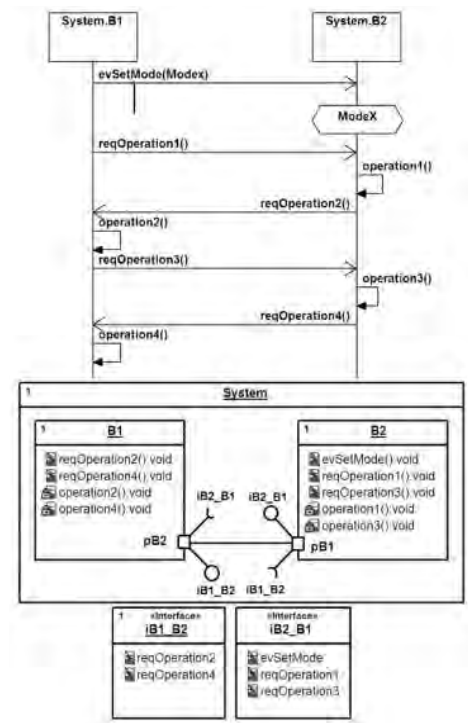 System.B1
System.B2
evSetMode(Modex)
ModeX
reqOperation1()
operation1()
reqOperation2()
operation2()
reqOperation3()
operation3()
reqOperation4()
operation4()
1 System
1 B1
reqOperation2():void
reqOperation4():void
operation2():void
operation4():void
1 B2
evSetMode():void
reqOperation1():void
reqOperation3():void
operation1():void
operation3():void
iB2_B1
iB2_B1
pB2
pB1
iB1_B2
iB1_B2
1 «Interface»
iB1_B2
reqOperation2
reqOperation4
«Interface»
iB2_B1
evSetMode
reqOperation1
reqOperation3